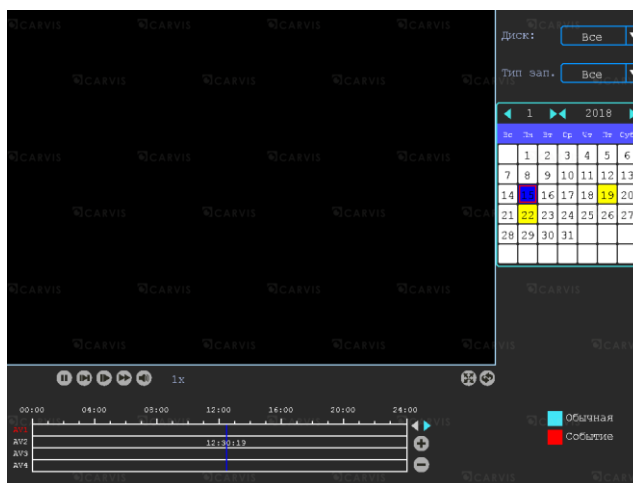 Диск: Все
Тип зап. Все
1 2018
Вс Пн Вт Ср Чт Пт Суб
1 2 3 4 5 6
7 8 9 10 11 12 13
14 15 16 17 18 19 20
21 22 23 24 25 26 27
28 29 30 31
1x
00:00 04:00 08:00 12:00 16:00 20:00 24:00
AV1
AV2 12:30:19
AV3
AV4
Обычная
Событие
CARVIS